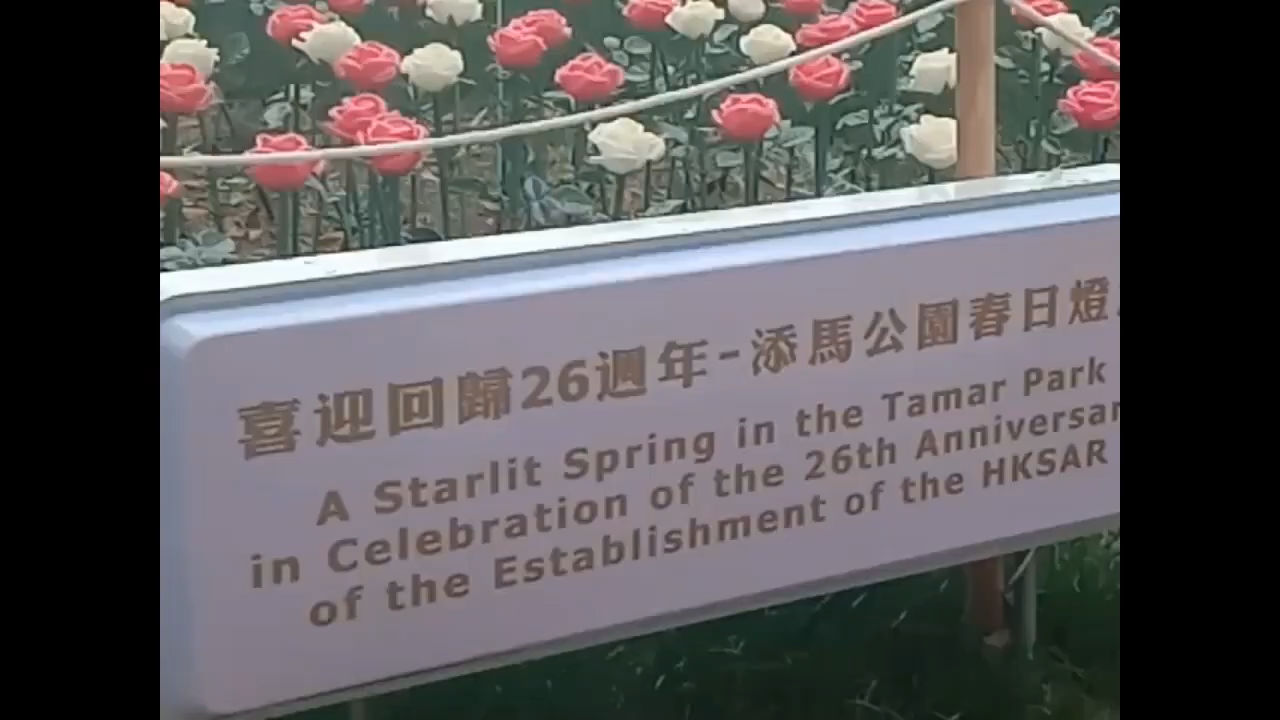 喜迎回歸26週年-添馬公園春日燈
A Starlit Spring in the Tamar Park
in Celebration of the 26th Anniversar
of the Establishment of the HKSAR